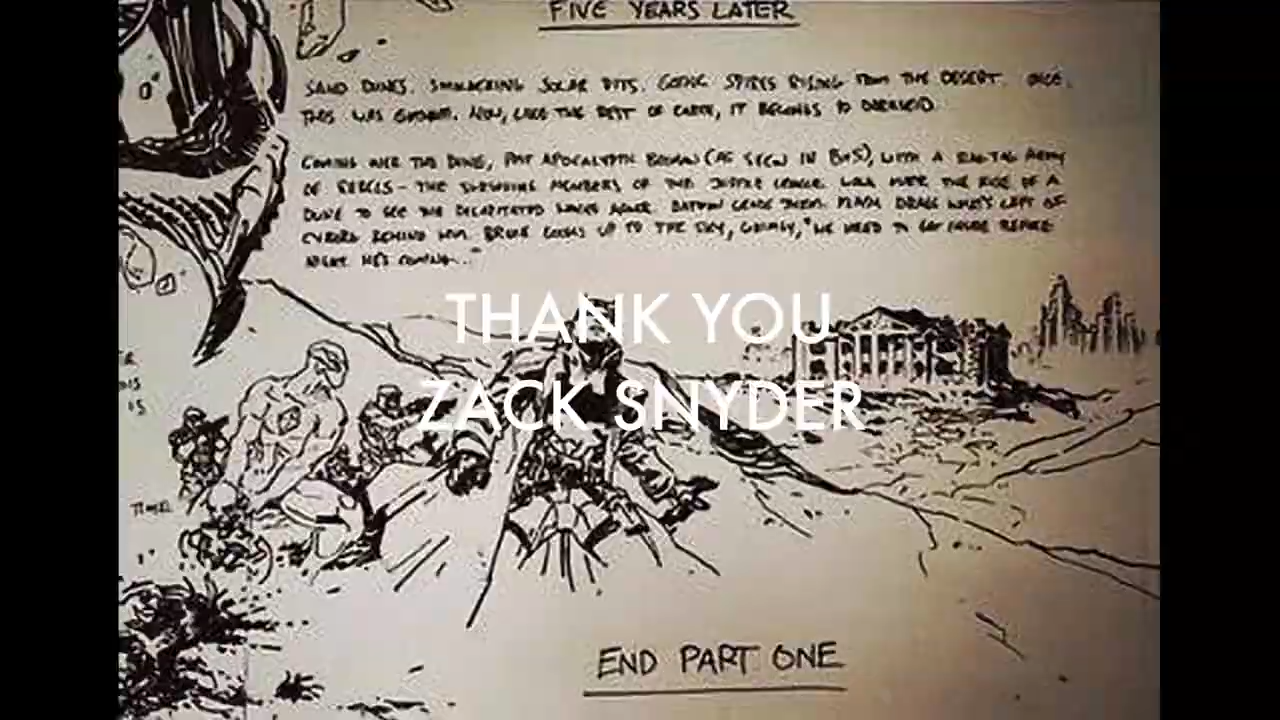 FIVE YEARS LATER
SAND DUNES. SMOKING SOLAR PITS. GOTHIC SPIRES RISING FROM THE DESERT. ONCE,
THIS WAS GOTHAM. NOW, LIKE THE REST OF EARTH, IT BELONGS TO DARKSEID.
COMING OVER THE DUNE, POST APOCALYPTIC BATMAN (AS SEEN IN BvS), WITH A RAG-TAG ARMY
OF REBELS - THE SURVIVING MEMBERS OF THE JUSTICE LEAGUE. OVER THE RISE OF A
DUNE TO SEE THE DECAPITATED WAYNE MANOR. BATMAN LEADS THEM. FLASH DRAGS WHAT'S LEFT OF
CYBORG BEHIND HIM. BRUCE LOOKS UP TO THE SKY, GRIMLY, "WE NEED TO GET INSIDE BEFORE
NIGHT. HE'S COMING..."
THANK YOU
ZACK SNYDER
IS
TIME.
END PART ONE